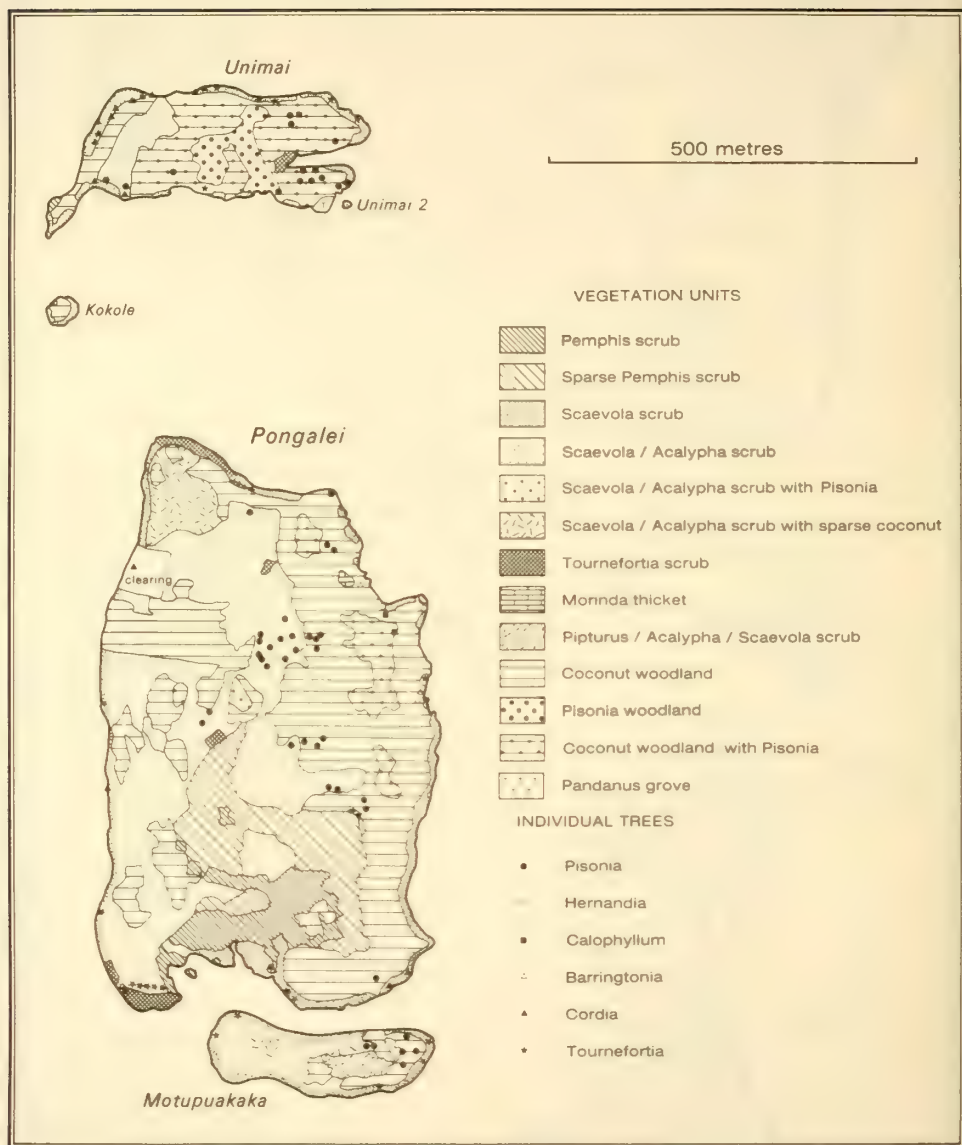 Unimai
500 metres
Unimai 2
Kokole
VEGETATION UNITS
Pemphis scrub
Sparse Pemphis scrub
Scaevola scrub
Pongalei
Scaevola / Acalypha scrub
Scaevola / Acalypha scrub with Pisonia
Scaevola / Acalypha scrub with sparse coconut
Tournefortia scrub
clearing
Morinda thicket
Pipturus / Acalypha / Scaevola scrub
Coconut woodland
Pisonia woodland
Coconut woodland with Pisonia
Pandanus grove
INDIVIDUAL TREES
Pisonia
Hernandia
Calophyllum
Barringtonia
Cordia
Tournefortia
Motupuakaka